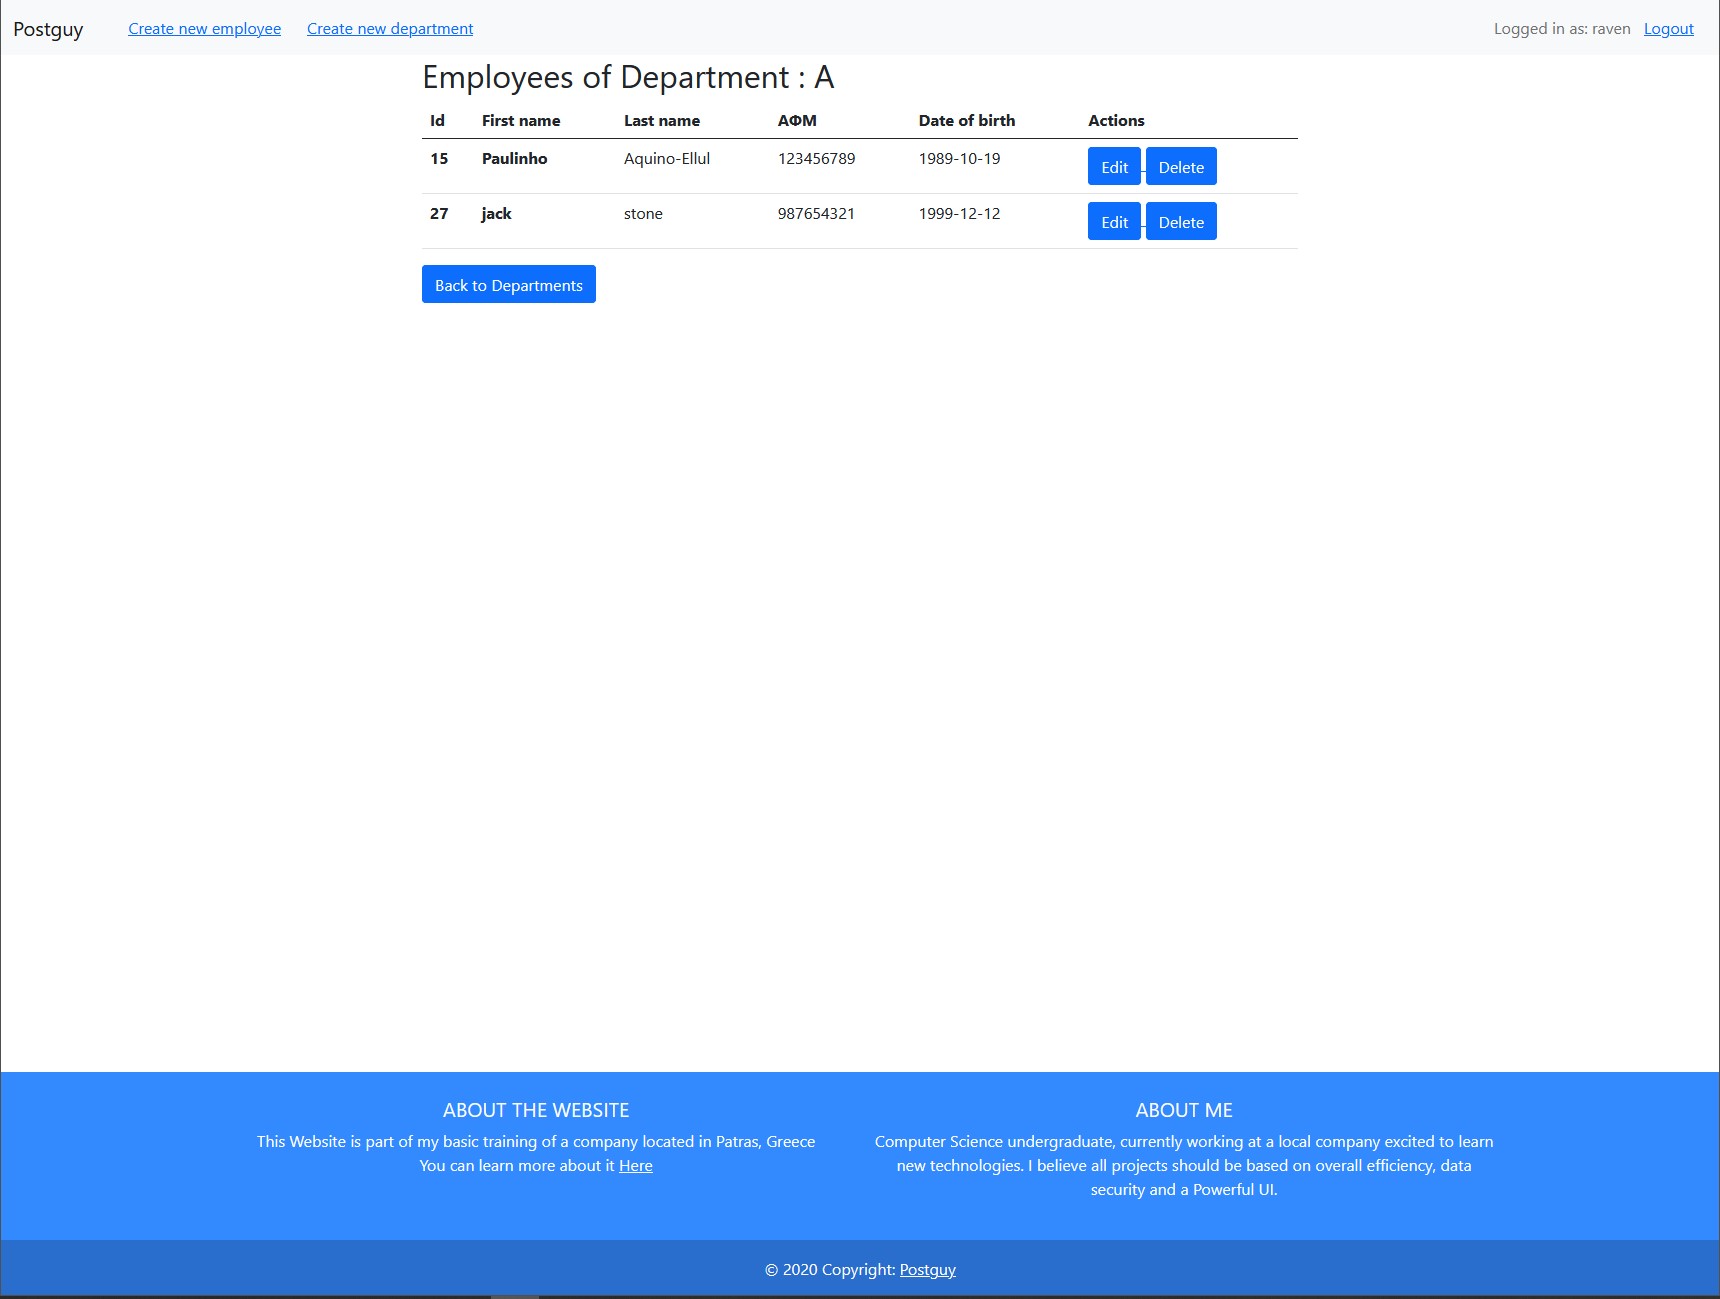 Postguy Create new employee Create new department Logged in as: raven Logout
Employees of Department : A
Id First name Last name ΑΦΜ Date of birth Actions
15 Paulinho Aquino-Ellul 123456789 1989-10-19 Edit Delete
27 jack stone 987654321 1999-12-12 Edit Delete
Back to Departments
ABOUT THE WEBSITE
This Website is part of my basic training of a company located in Patras, Greece
You can learn more about it Here
ABOUT ME
Computer Science undergraduate, currently working at a local company excited to learn
new technologies. I believe all projects should be based on overall efficiency, data
security and a Powerful UI.
© 2020 Copyright: Postguy